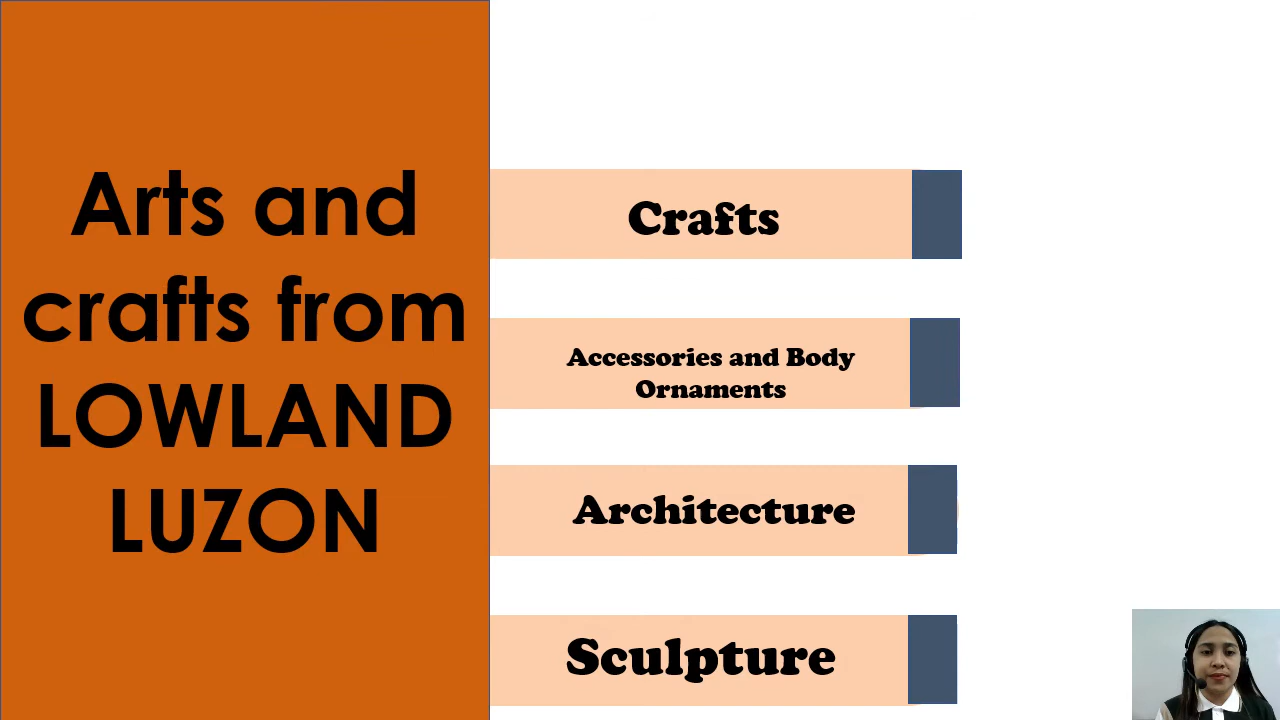 Arts and
crafts from
LOWLAND
LUZON
Crafts
Accessories and Body
Ornaments
Architecture
Sculpture